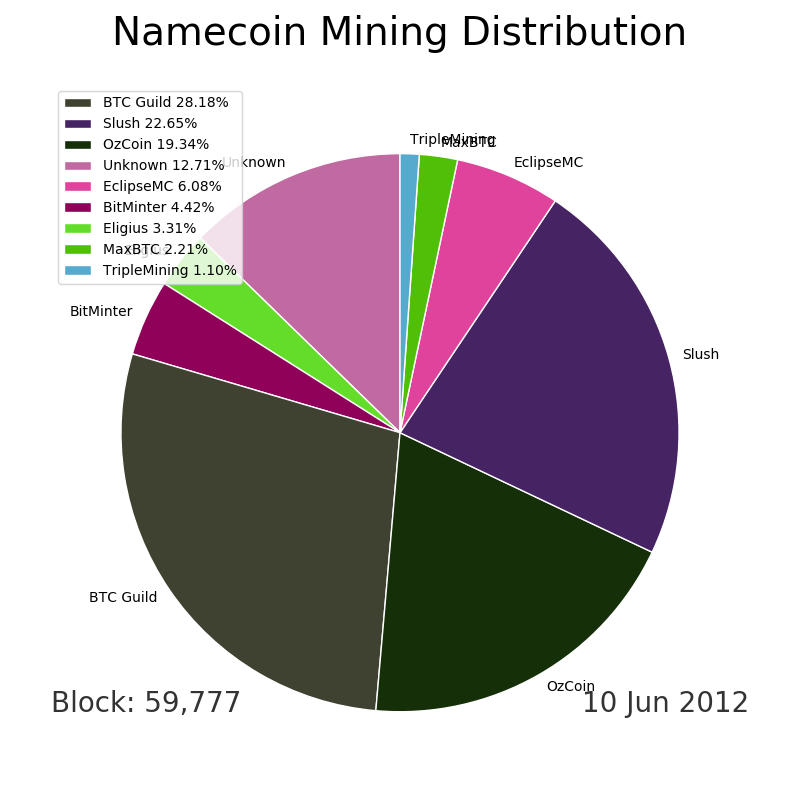 Namecoin Mining Distribution
BTC Guild 28.18%
Slush 22.65%
OzCoin 19.34%
Unknown 12.71%
EclipseMC 6.08%
BitMinter 4.42%
Eligius 3.31%
MaxBTC 2.21%
TripleMining 1.10%
TripleMining
MaxBTC
EclipseMC
Unknown
Eligius
BitMinter
Slush
BTC Guild
OzCoin
Block: 59,777
10 Jun 2012